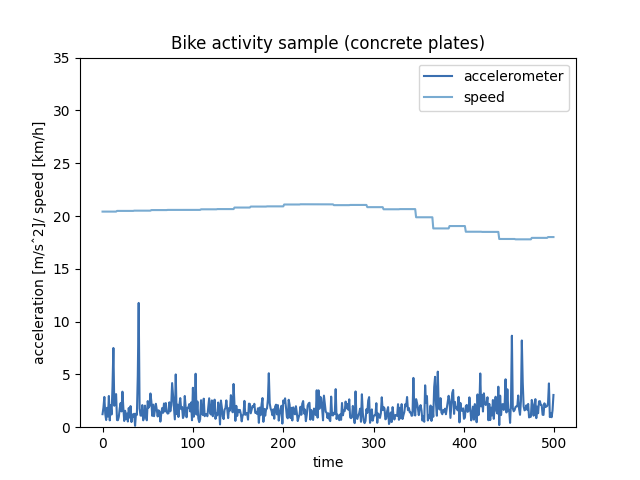 Bike activity sample (concrete plates)
accelerometer
speed
35
30
25
20
15
10
5
0
acceleration [m/s^2]/ speed [km/h]
0 100 200 300 400 500
time